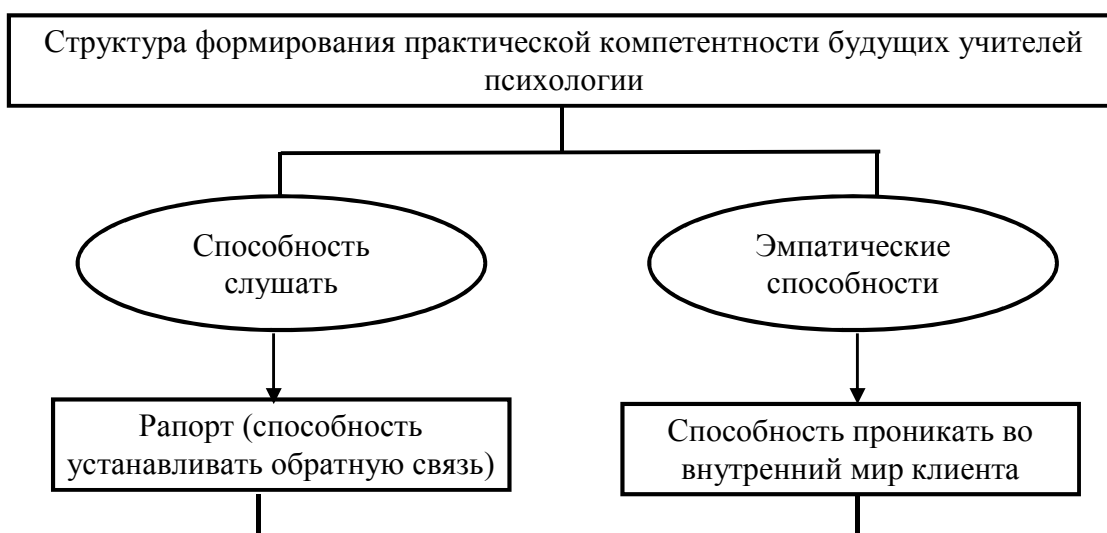 Структура формирования практической компетентности будущих учителей
психологии
Способность
слушать
Эмпатические
способности
Рапорт (способность
устанавливать обратную связь)
Способность проникать во
внутренний мир клиента